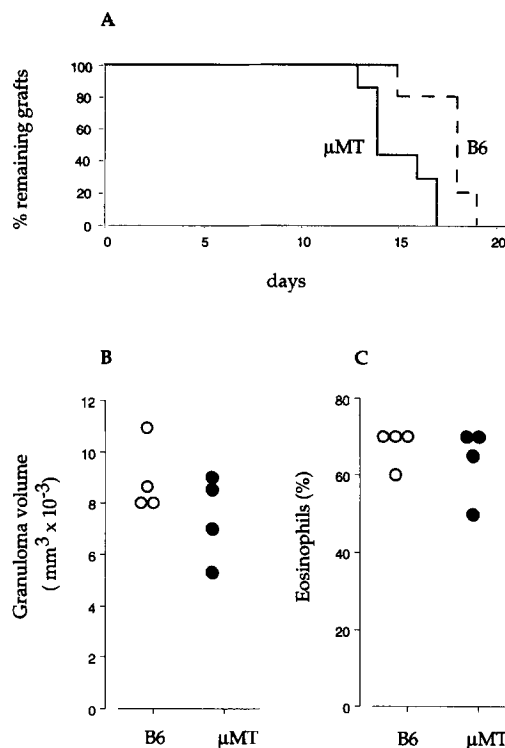 A
% remaining grafts
100
80
60
40
20
0
μMT
B6
0
5
10
15
20
days
B
Granuloma volume
( mm³ x 10⁻³ )
12
10
8
6
4
2
0
B6
μMT
C
Eosinophils (%)
80
60
70
20
0
B6
μMT